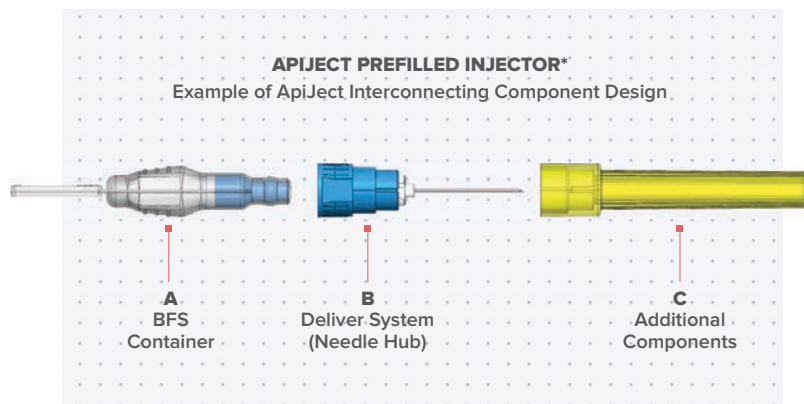 APIJECT PREFILLED INJECTOR*
Example of ApiJect Interconnecting Component Design
A
BFS
Container
B
Deliver System
(Needle Hub)
C
Additional
Components